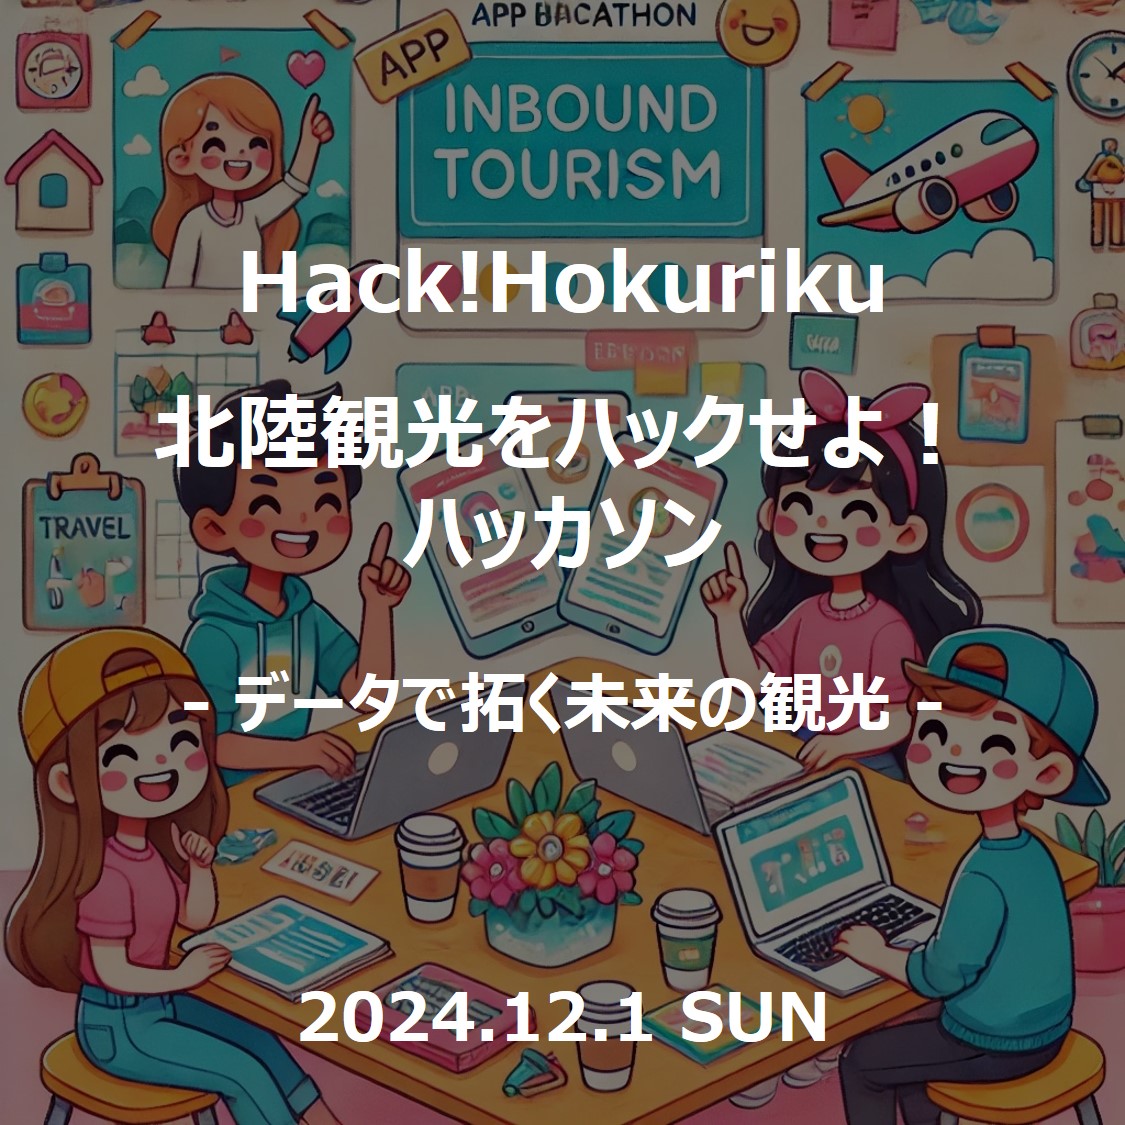 APP BACATHON
APP
INBOUND
TOURISM
Hack!Hokuriku
北陸観光をハックせよ！
ハッカソン
TRAVEL
– データで拓く未来の観光 –
2024.12.1 SUN